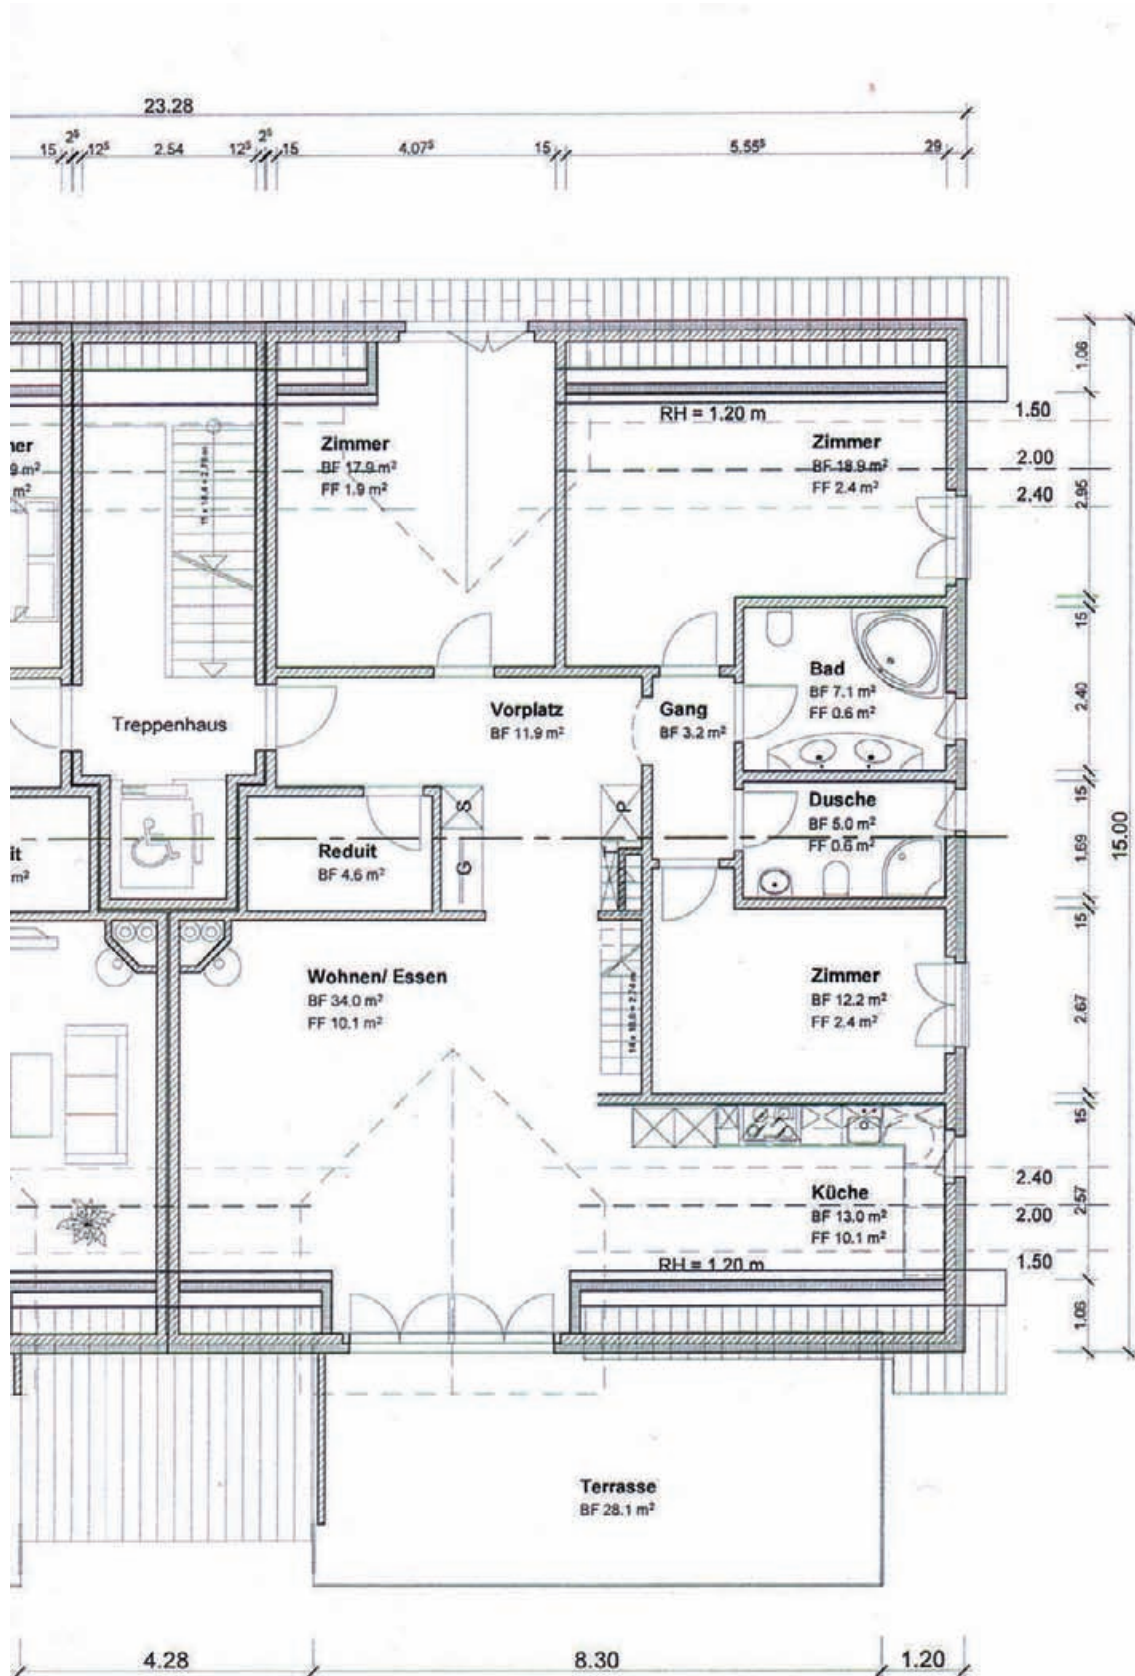 23.28
15 2⁵ 12⁵ 2.54 12⁵ 2⁵ 15 4.07⁵ 15 5.55⁵ 29
1.06
RH = 1.20 m
1.50
ner
9 m²
m²
Zimmer
BF 17.9 m²
FF 1.9 m²
Zimmer
BF 18.9 m²
FF 2.4 m²
2.00
2.40
2.95
15
Bad
BF 7.1 m²
FF 0.6 m²
2.40
Treppenhaus
Vorplatz
BF 11.9 m²
Gang
BF 3.2 m²
15
S
P
Dusche
BF 5.0 m²
FF 0.6 m²
15.00
it
m²
Reduit
BF 4.6 m²
G
1.69
15
Wohnen/ Essen
BF 34.0 m²
FF 10.1 m²
Zimmer
BF 12.2 m²
FF 2.4 m²
2.67
15
2.40
Küche
BF 13.0 m²
FF 10.1 m²
2.00
2.57
RH = 1.20 m
1.50
1.06
Terrasse
BF 28.1 m²
4.28 8.30 1.20